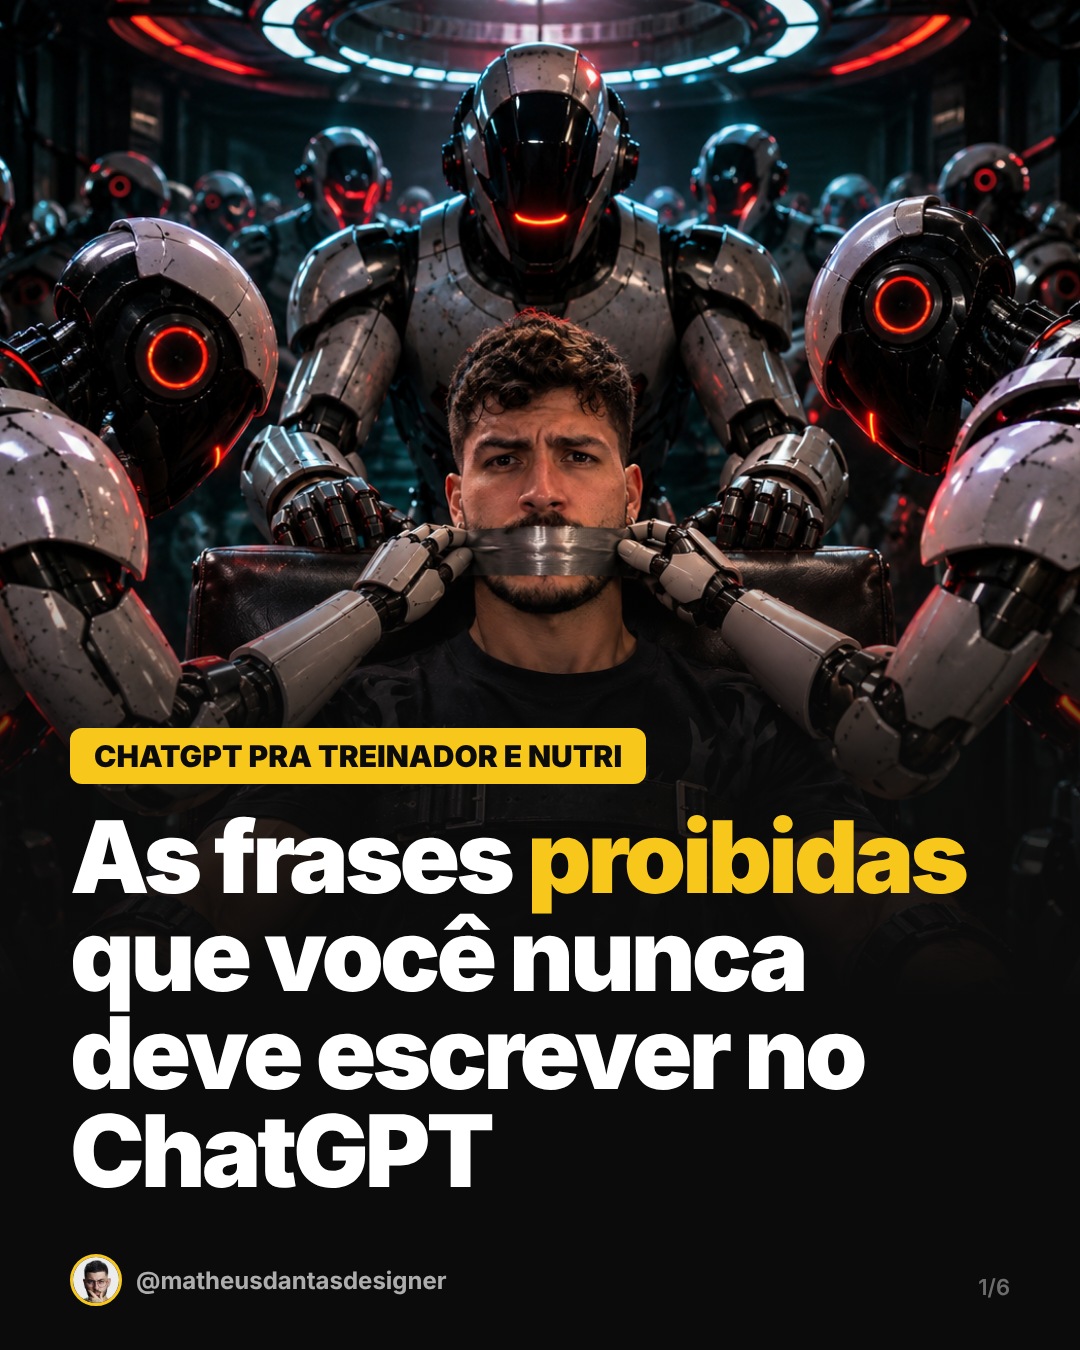 CHATGPT PRA TREINADOR E NUTRI
As frases proibidas
que você nunca
deve escrever no
ChatGPT
@matheusdantasdesigner
1/6